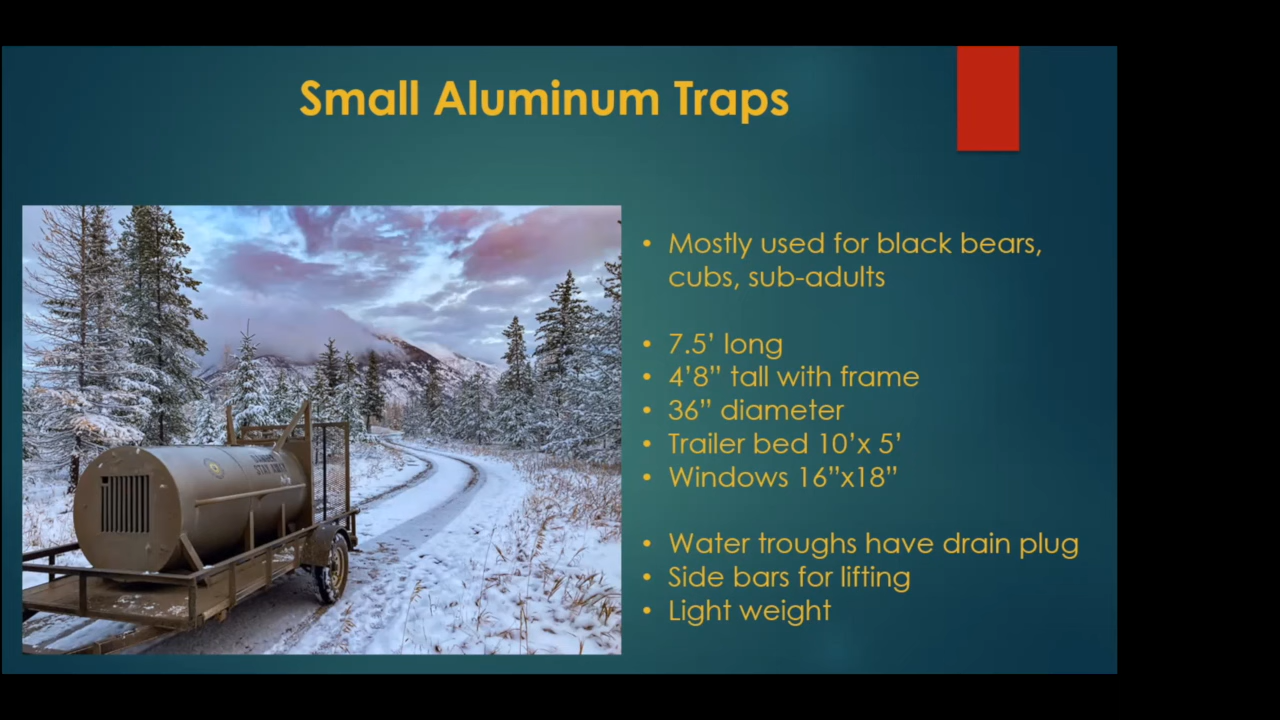 Small Aluminum Traps
STAY AWAY
• Mostly used for black bears,
cubs, sub-adults
• 7.5’ long
• 4’8” tall with frame
• 36” diameter
• Trailer bed 10’x 5’
• Windows 16”x18”
• Water troughs have drain plug
• Side bars for lifting
• Light weight